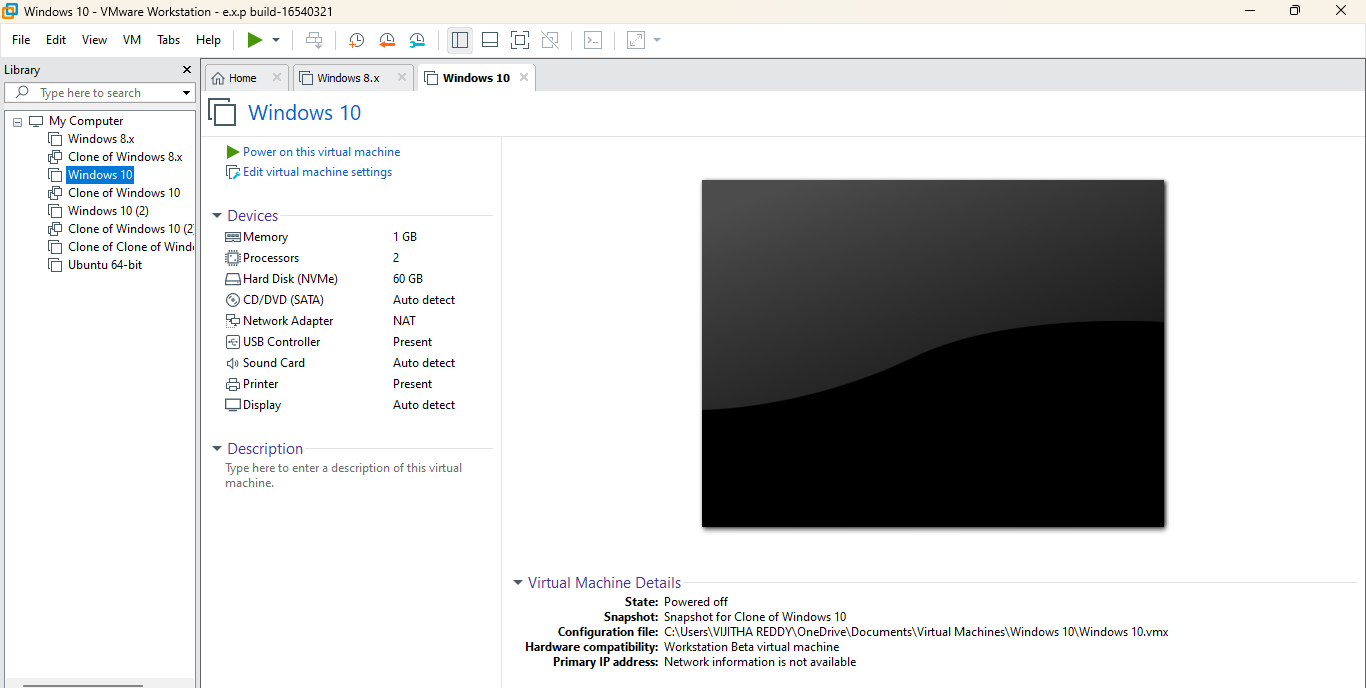 Windows 10 - VMware Workstation - e.x.p build-16540321
File Edit View VM Tabs Help
Library
Type here to search
My Computer
Windows 8.x
Clone of Windows 8.x
Windows 10
Clone of Windows 10
Windows 10 (2)
Clone of Windows 10 (2
Clone of Clone of Wind
Ubuntu 64-bit
Home Windows 8.x Windows 10
Windows 10
Power on this virtual machine
Edit virtual machine settings
Devices
Memory 1 GB
Processors 2
Hard Disk (NVMe) 60 GB
CD/DVD (SATA) Auto detect
Network Adapter NAT
USB Controller Present
Sound Card Auto detect
Printer Present
Display Auto detect
Description
Type here to enter a description of this virtual
machine.
Virtual Machine Details
State: Powered off
Snapshot: Snapshot for Clone of Windows 10
Configuration file: C:\Users\VIJITHA REDDY\OneDrive\Documents\Virtual Machines\Windows 10\Windows 10.vmx
Hardware compatibility: Workstation Beta virtual machine
Primary IP address: Network information is not available